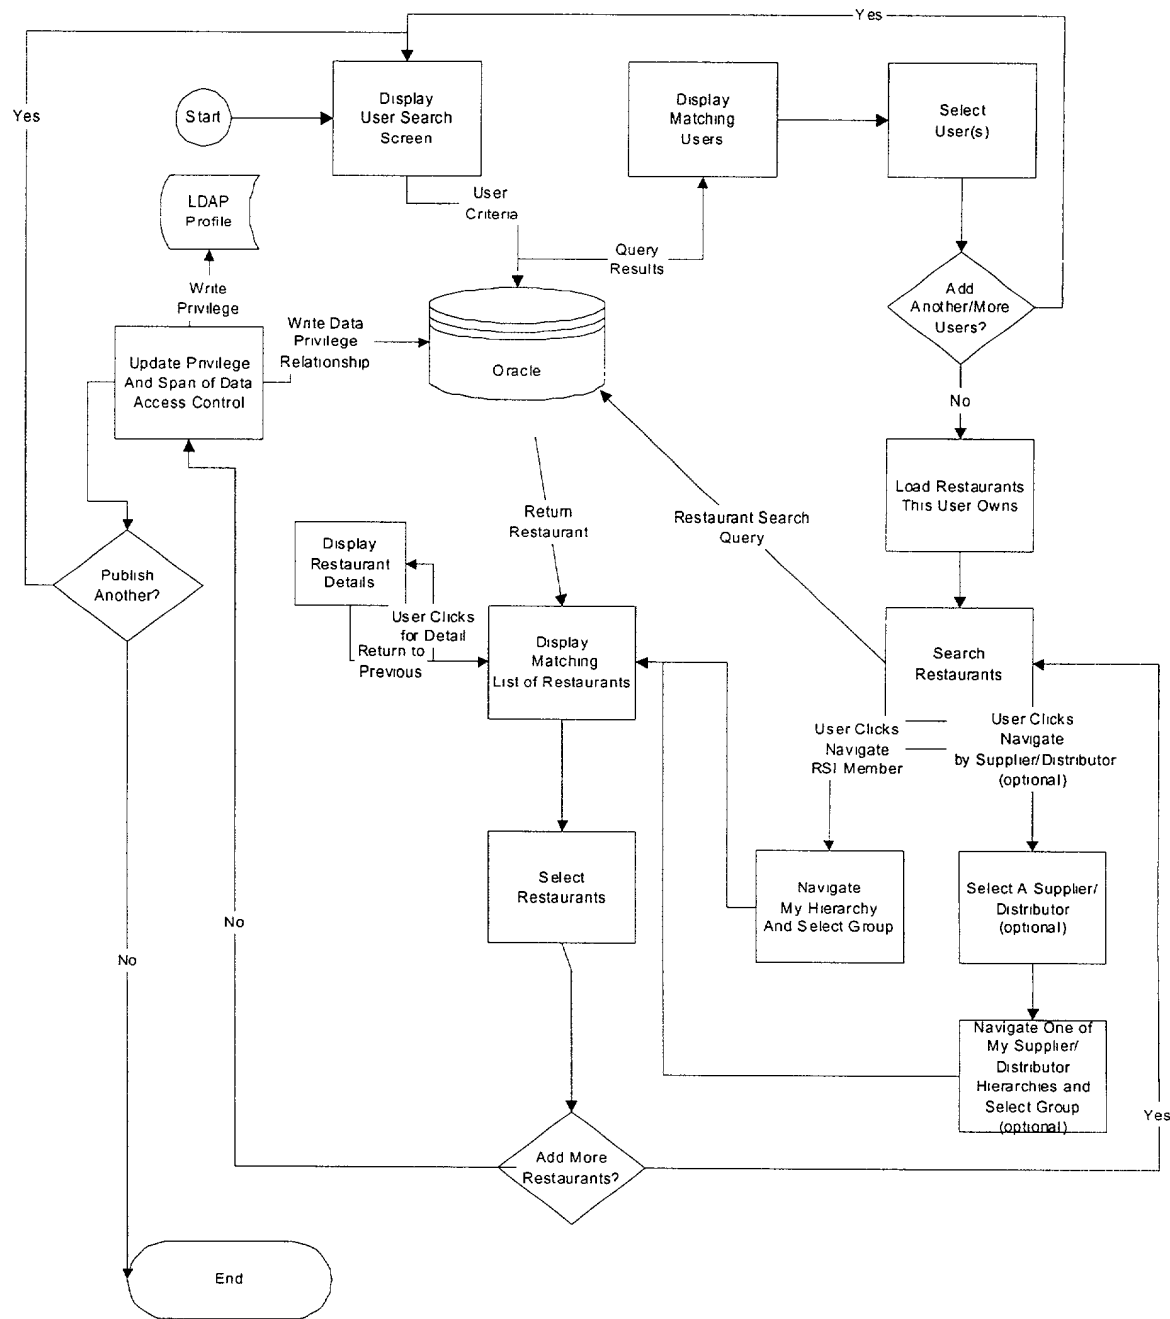 Yes
Yes
Start
Display
User Search
Screen
Display
Matching
Users
Select
User(s)
LDAP
Profile
User
Criteria
Query
Results
Write
Privilege
Write Data
Privilege
Relationship
Add
Another/More
Users?
Update Privilege
And Span of Data
Access Control
Oracle
No
Load Restaurants
This User Owns
Return
Restaurant
Restaurant Search
Query
Display
Restaurant
Details
Publish
Another?
User Clicks
for Detail
Return to
Previous
Display
Matching
List of Restaurants
Search
Restaurants
User Clicks
Navigate
RSI Member
User Clicks
Navigate
by Supplier/Distributor
(optional)
Select
Restaurants
Navigate
My Hierarchy
And Select Group
Select A Supplier/
Distributor
(optional)
No
No
Navigate One of
My Supplier/
Distributor
Hierarchies and
Select Group
(optional)
Yes
Add More
Restaurants?
End